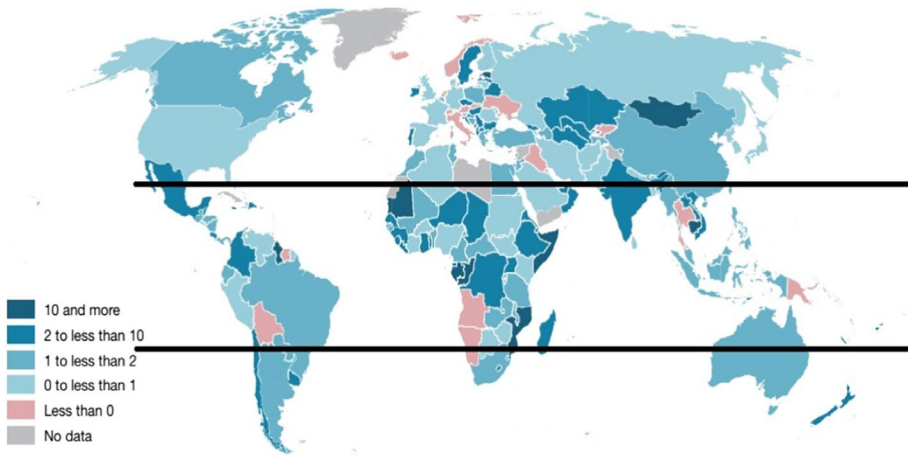 10 and more
2 to less than 10
1 to less than 2
0 to less than 1
Less than 0
No data